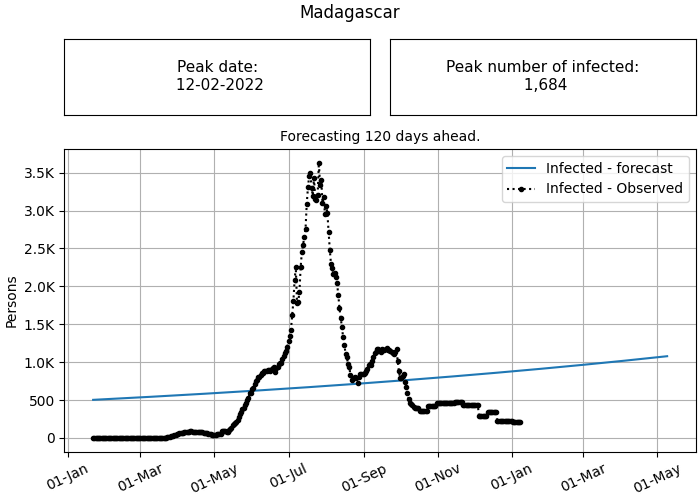 Madagascar
Peak date:
12-02-2022
Peak number of infected:
1,684
Forecasting 120 days ahead.
Infected - forecast
Infected - Observed
3.5K
3.0K
2.5K
2.0K
1.5K
1.0K
500
0
Persons
01-Jan
01-Mar
01-May
01-Jul
01-Sep
01-Nov
01-Jan
01-Mar
01-May